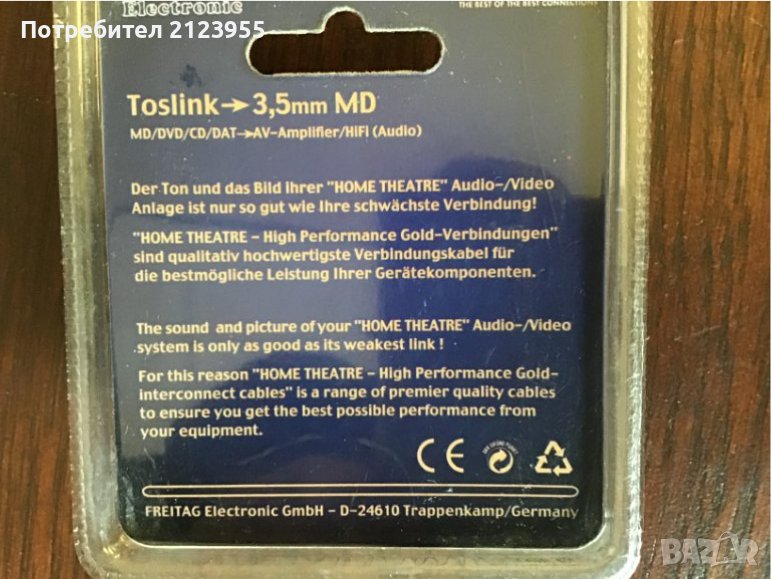 Потребител 2123955
Electronic
THE BEST OF THE BEST CONNECTIONS
Toslink→3,5mm MD
MD/DVD/CD/DAT→AV-Amplifier/HiFi (Audio)
Der Ton und das Bild Ihrer "HOME THEATRE" Audio-/Video
Anlage ist nur so gut wie Ihre schwächste Verbindung!
"HOME THEATRE - High Performance Gold-Verbindungen"
sind qualitativ hochwertigste Verbindungskabel für
die bestmögliche Leistung Ihrer Gerätekomponenten.
The sound and picture of your "HOME THEATRE" Audio-/Video
system is only as good as its weakest link !
For this reason "HOME THEATRE - High Performance Gold-
interconnect cables" is a range of premier quality cables
to ensure you get the best possible performance from
your equipment.
CE
FREITAG Electronic GmbH - D-24610 Trappenkamp/Germany
BAZAR